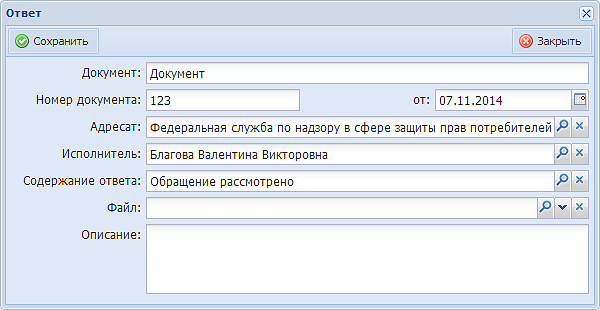 Ответ
Сохранить Закрыть
Документ: Документ
Номер документа: 123 от: 07.11.2014
Адресат: Федеральная служба по надзору в сфере защиты прав потребителей
Исполнитель: Благова Валентина Викторовна
Содержание ответа: Обращение рассмотрено
Файл:
Описание: